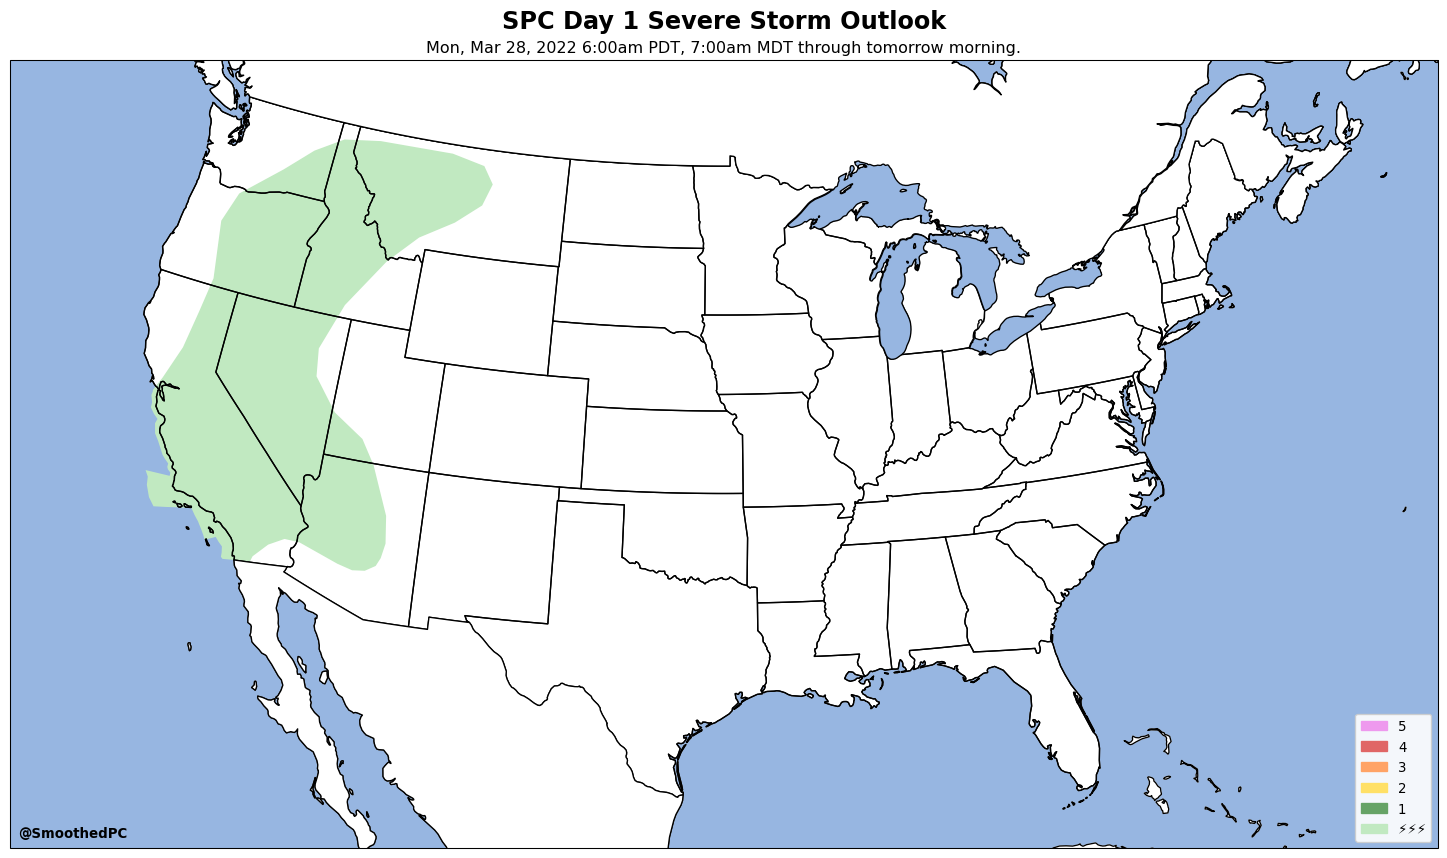 SPC Day 1 Severe Storm Outlook
Mon, Mar 28, 2022 6:00am PDT, 7:00am MDT through tomorrow morning.
5
4
3
2
1
⚡⚡⚡
@SmoothedPC